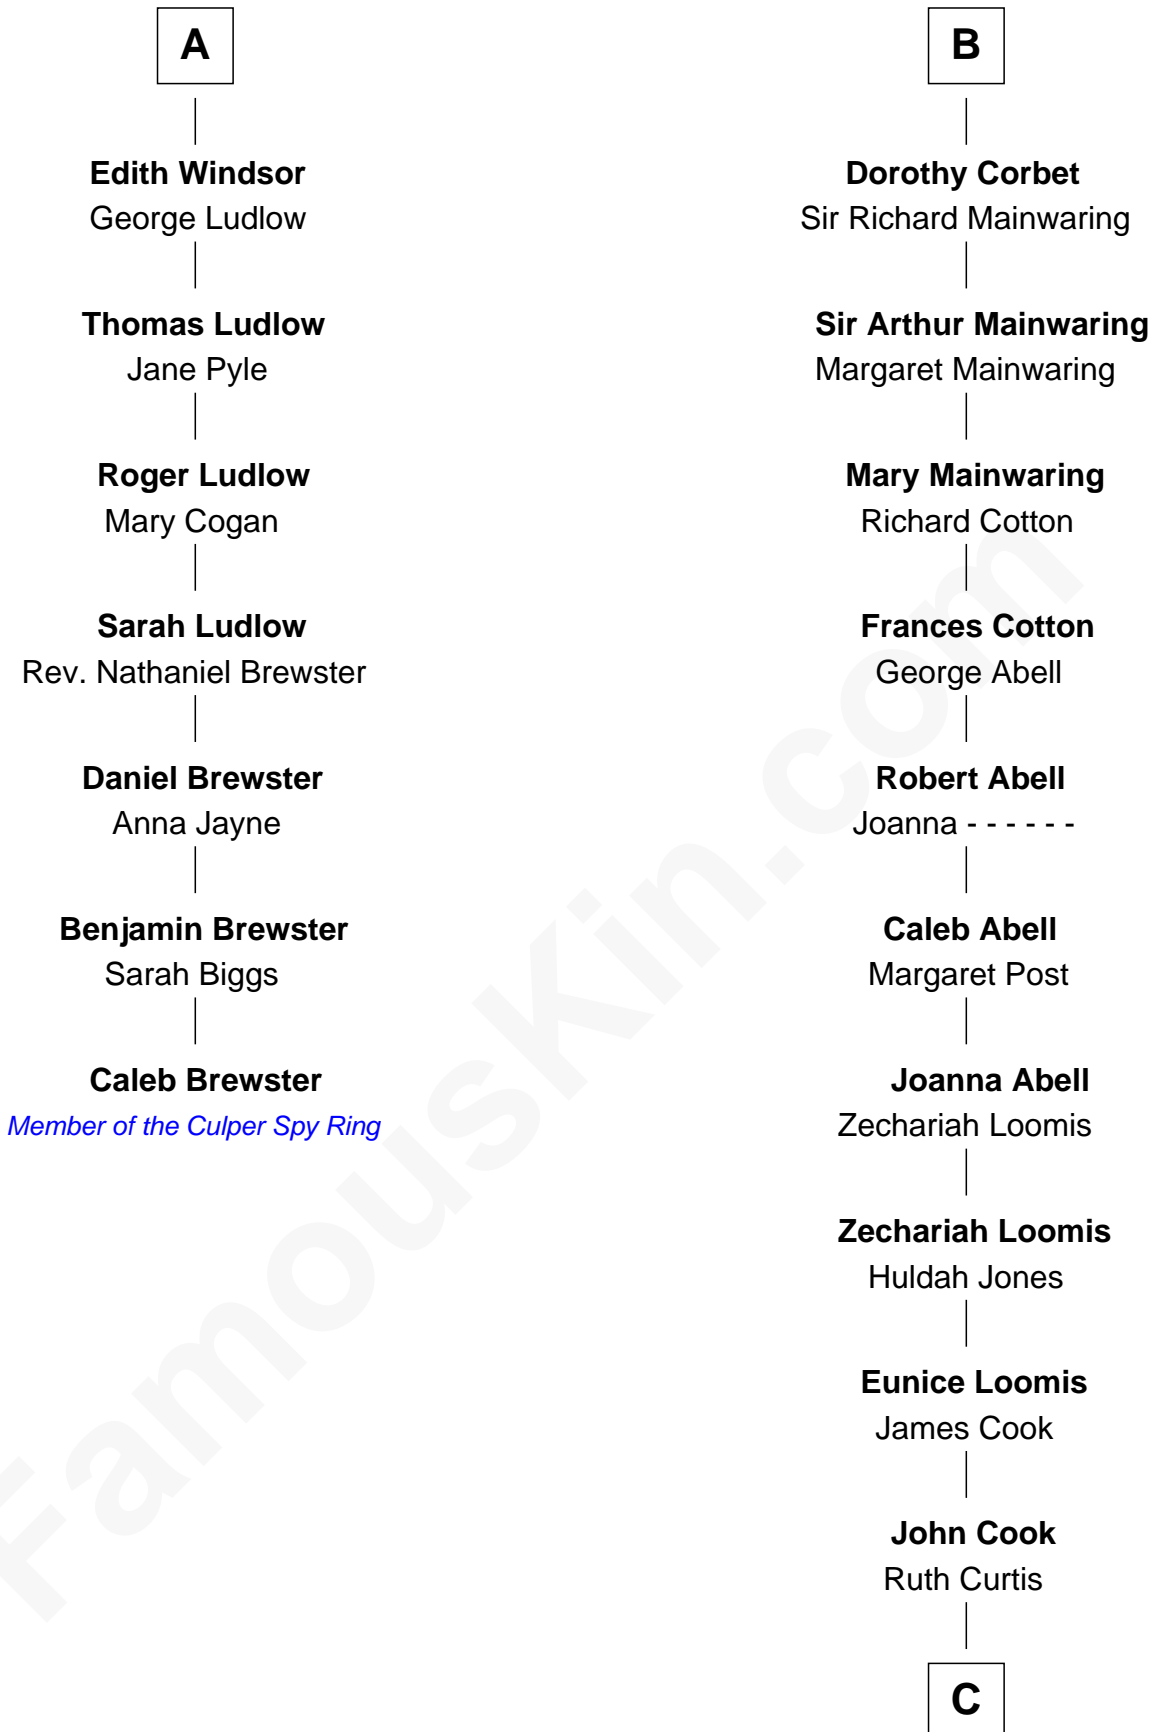 A
Edith Windsor
George Ludlow
Thomas Ludlow
Jane Pyle
Roger Ludlow
Mary Cogan
Sarah Ludlow
Rev. Nathaniel Brewster
Daniel Brewster
Anna Jayne
Benjamin Brewster
Sarah Biggs
Caleb Brewster
Member of the Culper Spy Ring
B
Dorothy Corbet
Sir Richard Mainwaring
Sir Arthur Mainwaring
Margaret Mainwaring
Mary Mainwaring
Richard Cotton
Frances Cotton
George Abell
Robert Abell
Joanna - - - - - -
Caleb Abell
Margaret Post
Joanna Abell
Zechariah Loomis
Zechariah Loomis
Huldah Jones
Eunice Loomis
James Cook
John Cook
Ruth Curtis
C
FamousKin.com